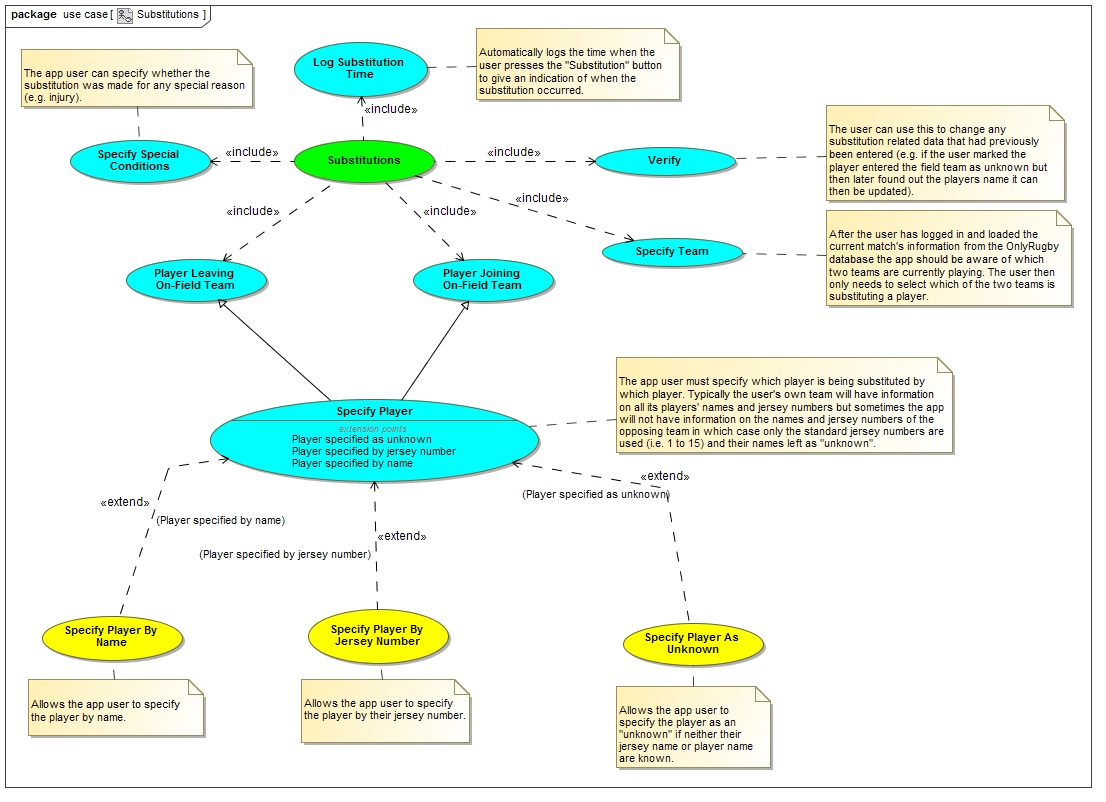 package use case [ Substitutions ]
Log Substitution
Time
Automatically logs the time when the
user presses the "Substitution" button
to give an indication of when the
substitution occurred.
The app user can specify whether the
substitution was made for any special reason
(e.g. injury).
«include»
Specify Special
Conditions
«include»
Substitutions
«include»
Verify
The user can use this to change any
substitution related data that had previously
been entered (e.g. if the user marked the
player entered the field team as unknown but
then later found out the players name it can
then be updated).
«include»
«include»
«include»
Specify Team
After the user has logged in and loaded the
current match's information from the OnlyRugby
database the app should be aware of which
two teams are currently playing. The user then
only needs to select which of the two teams is
substituting a player.
Player Leaving
On-Field Team
Player Joining
On-Field Team
Specify Player
extension points
Player specified as unknown
Player specified by jersey number
Player specified by name
The app user must specify which player is being substituted by
which player. Typically the user's own team will have information
on all its players' names and jersey numbers but sometimes the app
will not have information on the names and jersey numbers of the
opposing team in which case only the standard jersey numbers are
used (i.e. 1 to 15) and their names left as "unknown".
«extend»
(Player specified by name)
«extend»
(Player specified by jersey number)
«extend»
(Player specified as unknown)
Specify Player By
Name
Specify Player By
Jersey Number
Specify Player As
Unknown
Allows the app user to specify
the player by name.
Allows the app user to specify
the player by their jersey number.
Allows the app user to
specify the player as an
"unknown" if neither their
jersey name or player name
are known.